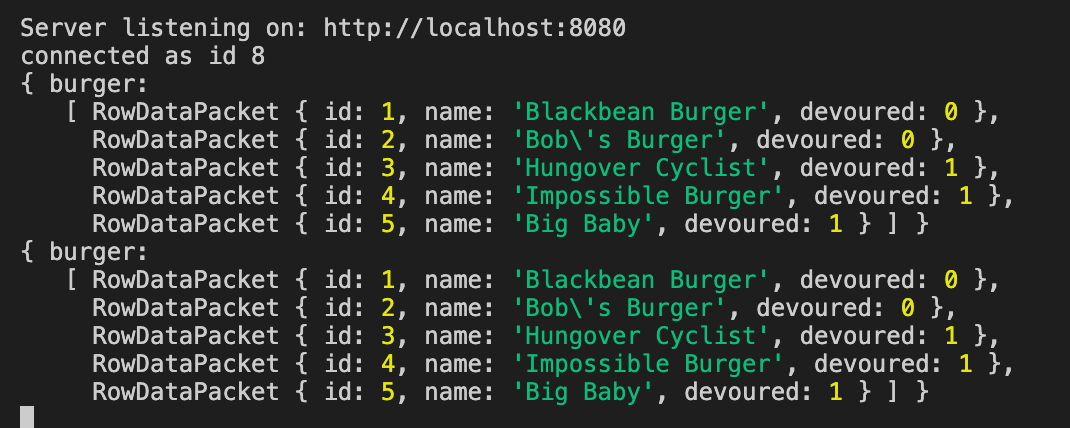 Server listening on: http://localhost:8080
connected as id 8
{ burger:
   [ RowDataPacket { id: 1, name: 'Blackbean Burger', devoured: 0 },
     RowDataPacket { id: 2, name: 'Bob\'s Burger', devoured: 0 },
     RowDataPacket { id: 3, name: 'Hungover Cyclist', devoured: 1 },
     RowDataPacket { id: 4, name: 'Impossible Burger', devoured: 1 },
     RowDataPacket { id: 5, name: 'Big Baby', devoured: 1 } ] }
{ burger:
   [ RowDataPacket { id: 1, name: 'Blackbean Burger', devoured: 0 },
     RowDataPacket { id: 2, name: 'Bob\'s Burger', devoured: 0 },
     RowDataPacket { id: 3, name: 'Hungover Cyclist', devoured: 1 },
     RowDataPacket { id: 4, name: 'Impossible Burger', devoured: 1 },
     RowDataPacket { id: 5, name: 'Big Baby', devoured: 1 } ] }